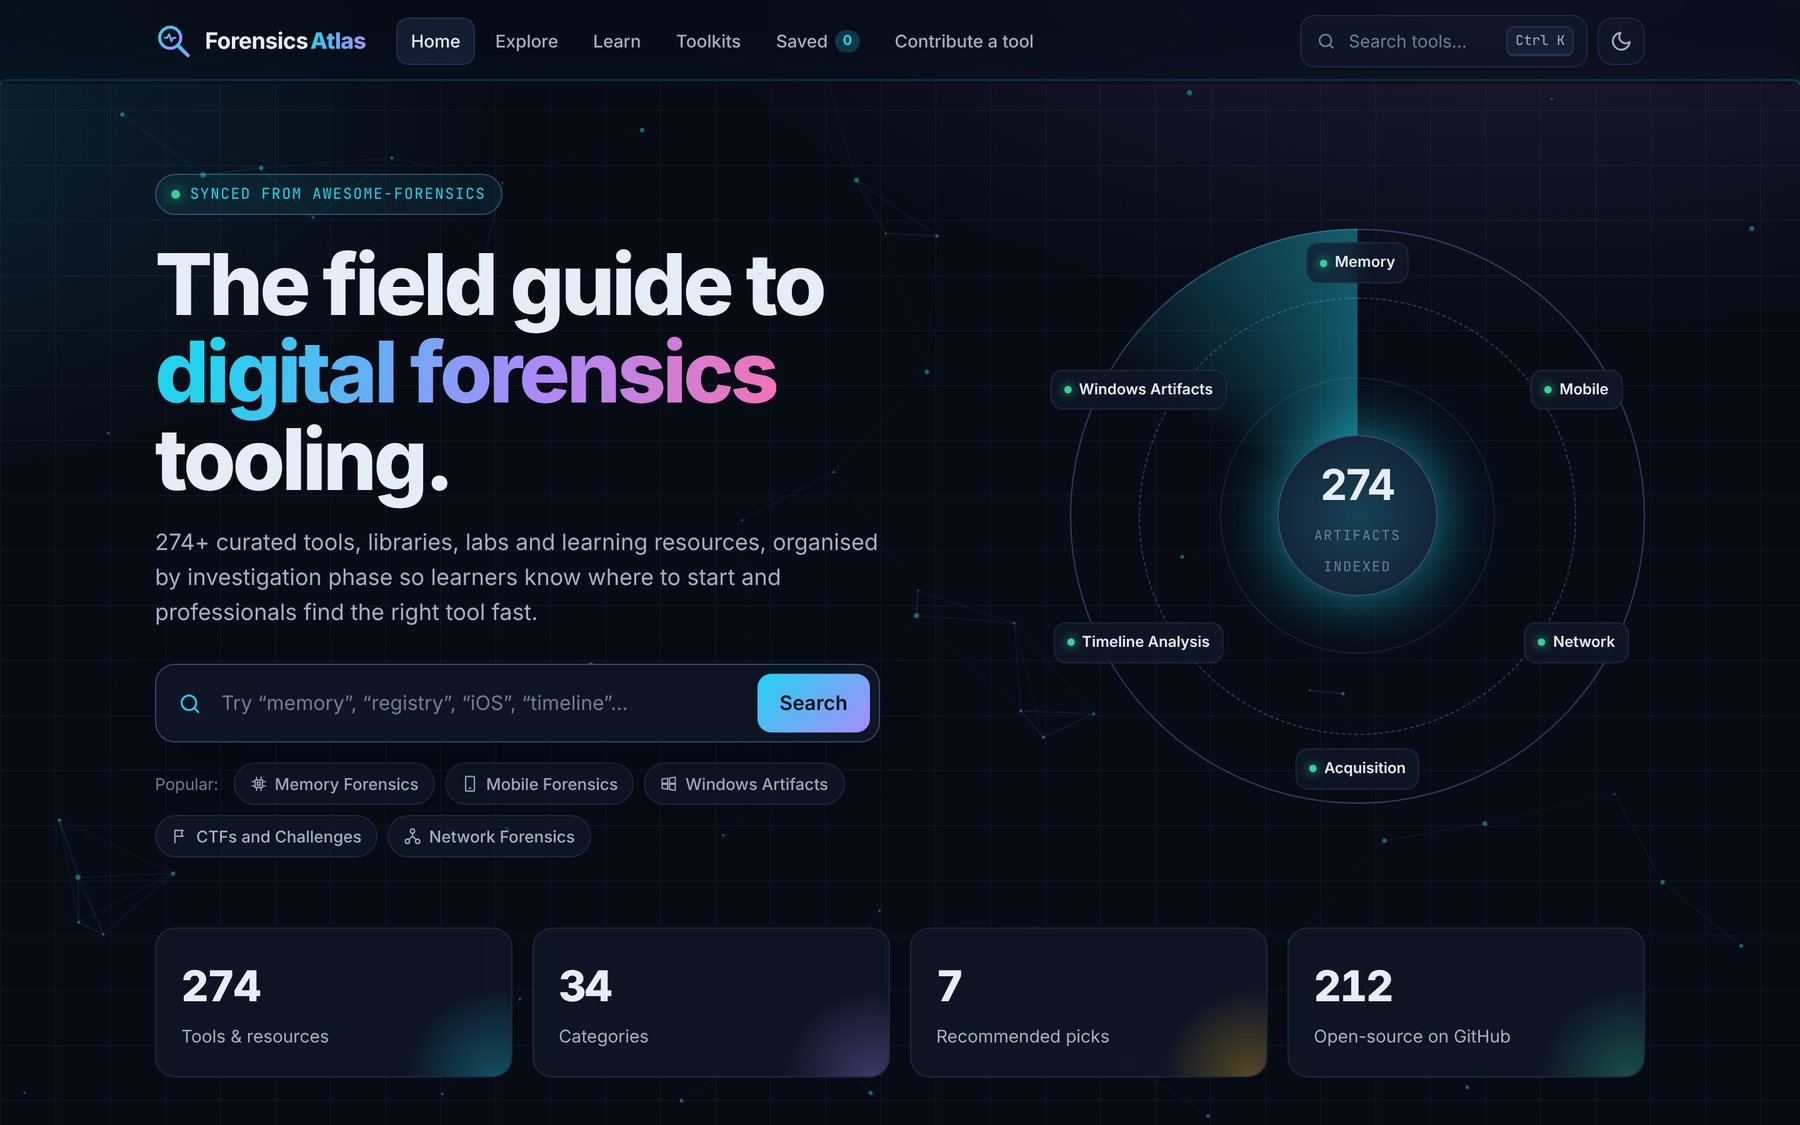 ForensicsAtlas
Home
Explore
Learn
Toolkits
Saved 0
Contribute a tool
Search tools...
Ctrl K
SYNCED FROM AWESOME-FORENSICS
The field guide to
digital forensics
tooling.
274+ curated tools, libraries, labs and learning resources, organised
by investigation phase so learners know where to start and
professionals find the right tool fast.
Try “memory”, “registry”, “iOS”, “timeline”...
Search
Popular:
Memory Forensics
Mobile Forensics
Windows Artifacts
CTFs and Challenges
Network Forensics
Memory
Windows Artifacts
Mobile
274
ARTIFACTS
INDEXED
Timeline Analysis
Network
Acquisition
274
Tools & resources
34
Categories
7
Recommended picks
212
Open-source on GitHub